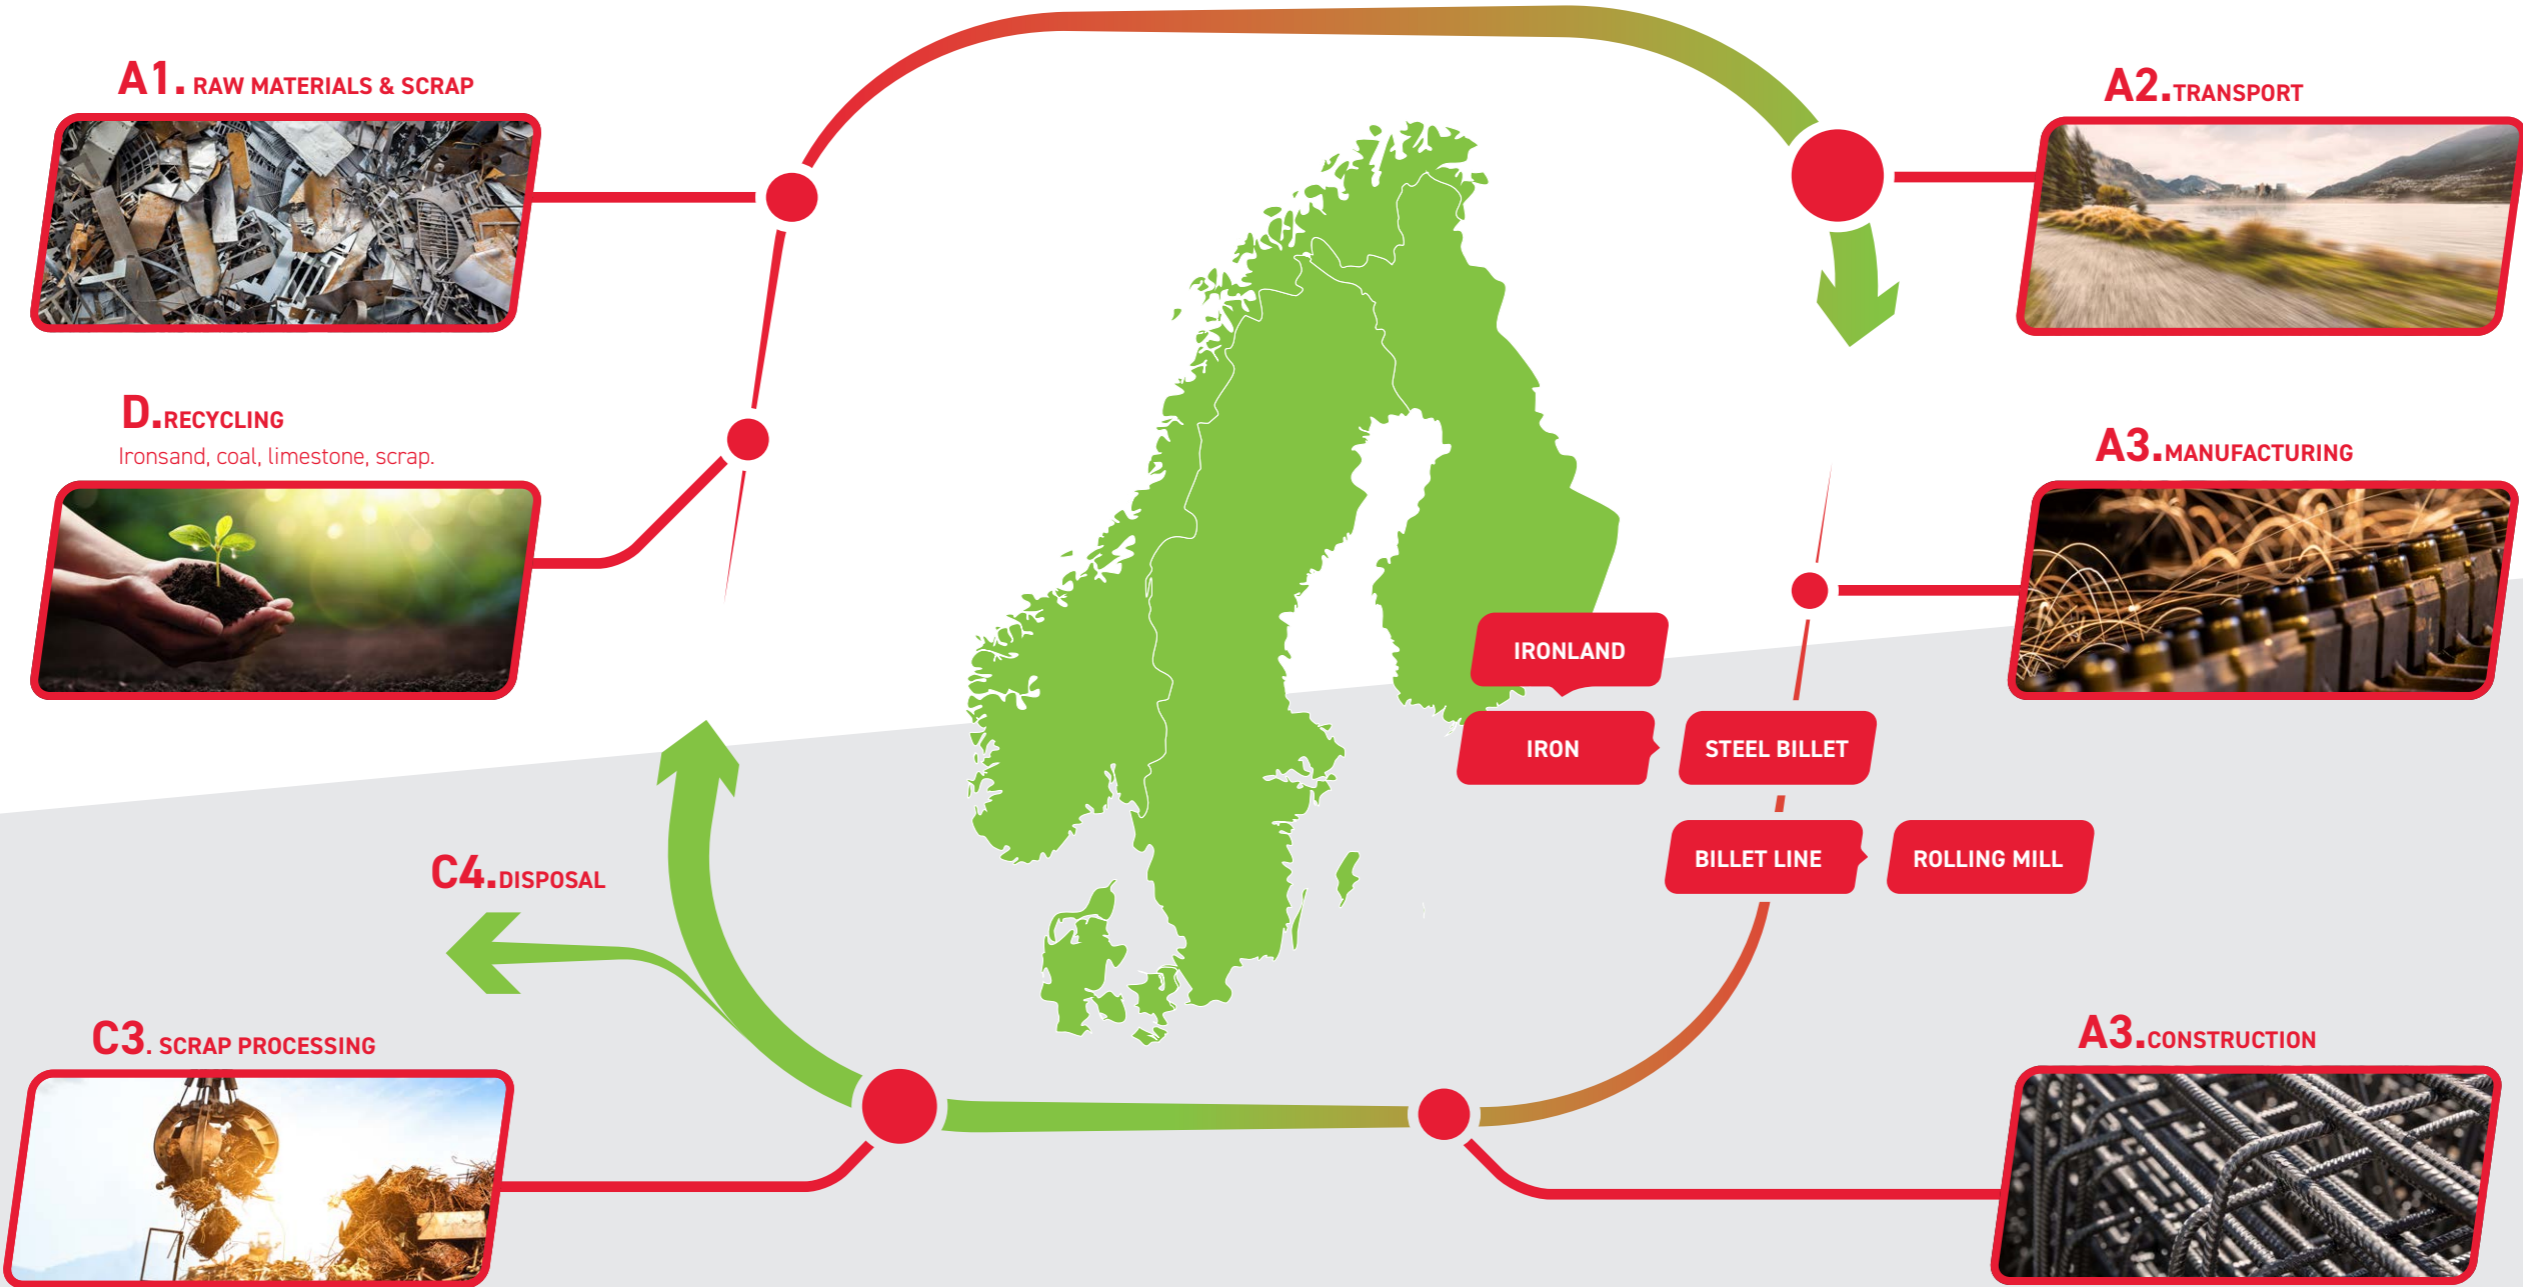 A1. RAW MATERIALS & SCRAP
A2.TRANSPORT
D.RECYCLING
Ironsand, coal, limestone, scrap.
A3.MANUFACTURING
IRONLAND
IRON
STEEL BILLET
BILLET LINE
ROLLING MILL
C4.DISPOSAL
C3. SCRAP PROCESSING
A3.CONSTRUCTION